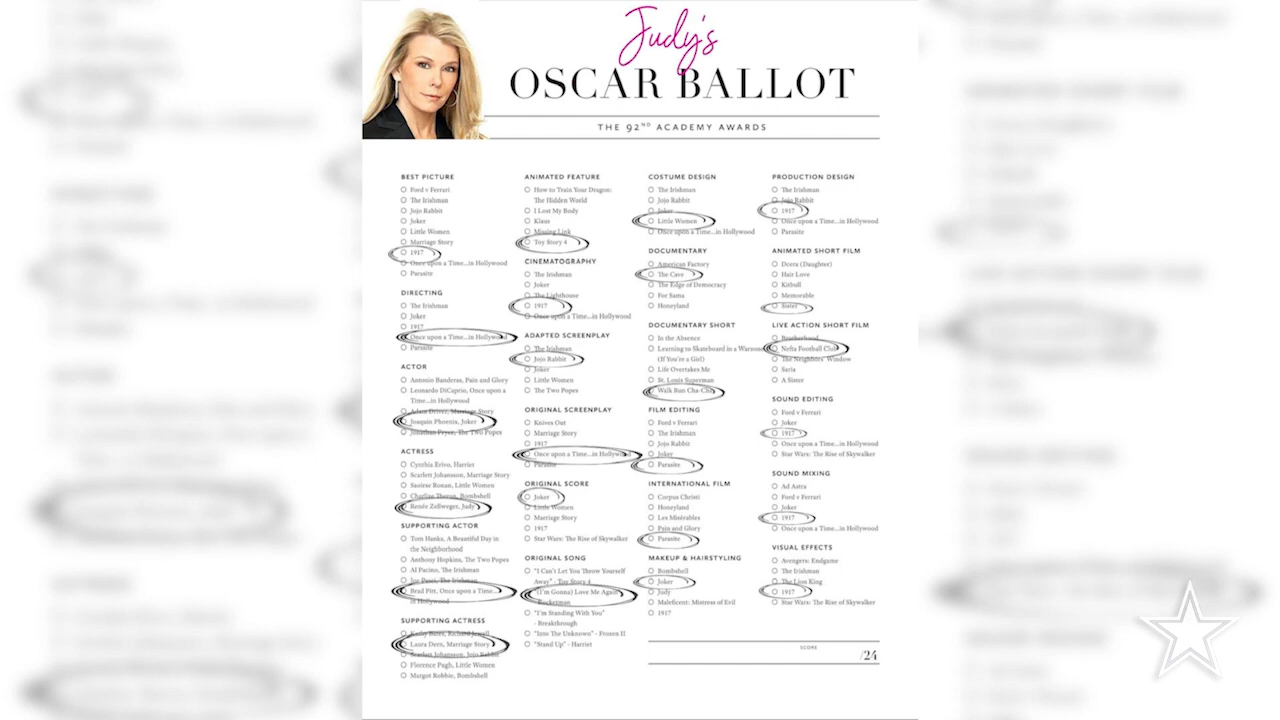 Judy's
OSCAR BALLOT
THE 92ND ACADEMY AWARDS
BEST PICTURE
Ford v Ferrari
The Irishman
Jojo Rabbit
Joker
Little Women
Marriage Story
1917
Once upon a Time...in Hollywood
Parasite
DIRECTING
The Irishman
Joker
1917
Once upon a Time...in Hollywood
Parasite
ACTOR
Antonio Banderas, Pain and Glory
Leonardo DiCaprio, Once upon a
Time...in Hollywood
Adam Driver, Marriage Story
Joaquin Phoenix, Joker
Jonathan Pryce, The Two Popes
ACTRESS
Cynthia Erivo, Harriet
Scarlett Johansson, Marriage Story
Saoirse Ronan, Little Women
Charlize Theron, Bombshell
Renée Zellweger, Judy
SUPPORTING ACTOR
Tom Hanks, A Beautiful Day in
the Neighborhood
Anthony Hopkins, The Two Popes
Al Pacino, The Irishman
Joe Pesci, The Irishman
Brad Pitt, Once upon a Time...
in Hollywood
SUPPORTING ACTRESS
Kathy Bates, Richard Jewell
Laura Dern, Marriage Story
Scarlett Johansson, Jojo Rabbit
Florence Pugh, Little Women
Margot Robbie, Bombshell
ANIMATED FEATURE
How to Train Your Dragon:
The Hidden World
I Lost My Body
Klaus
Missing Link
Toy Story 4
CINEMATOGRAPHY
The Irishman
Joker
The Lighthouse
1917
Once upon a Time...in Hollywood
ADAPTED SCREENPLAY
The Irishman
Jojo Rabbit
Joker
Little Women
The Two Popes
ORIGINAL SCREENPLAY
Knives Out
Marriage Story
1917
Once upon a Time...in Hollywood
Parasite
ORIGINAL SCORE
Joker
Little Women
Marriage Story
1917
Star Wars: The Rise of Skywalker
ORIGINAL SONG
"I Can't Let You Throw Yourself
Away" - Toy Story 4
"(I'm Gonna) Love Me Again"
- Rocketman
"I'm Standing With You"
- Breakthrough
"Into The Unknown" - Frozen II
"Stand Up" - Harriet
COSTUME DESIGN
The Irishman
Jojo Rabbit
Joker
Little Women
Once upon a Time...in Hollywood
DOCUMENTARY
American Factory
The Cave
The Edge of Democracy
For Sama
Honeyland
DOCUMENTARY SHORT
In the Absence
Learning to Skateboard in a Warzone
(If You're a Girl)
Life Overtakes Me
St. Louis Superman
Walk Run Cha-Cha
FILM EDITING
Ford v Ferrari
The Irishman
Jojo Rabbit
Joker
Parasite
INTERNATIONAL FILM
Corpus Christi
Honeyland
Les Misérables
Pain and Glory
Parasite
MAKEUP & HAIRSTYLING
Bombshell
Joker
Judy
Maleficent: Mistress of Evil
1917
PRODUCTION DESIGN
The Irishman
Jojo Rabbit
1917
Once upon a Time...in Hollywood
Parasite
ANIMATED SHORT FILM
Dcera (Daughter)
Hair Love
Kitbull
Memorable
Sister
LIVE ACTION SHORT FILM
Brotherhood
Nefta Football Club
The Neighbors' Window
Saria
A Sister
SOUND EDITING
Ford v Ferrari
Joker
1917
Once upon a Time...in Hollywood
Star Wars: The Rise of Skywalker
SOUND MIXING
Ad Astra
Ford v Ferrari
Joker
1917
Once upon a Time...in Hollywood
VISUAL EFFECTS
Avengers: Endgame
The Irishman
The Lion King
1917
Star Wars: The Rise of Skywalker
SCORE
/24